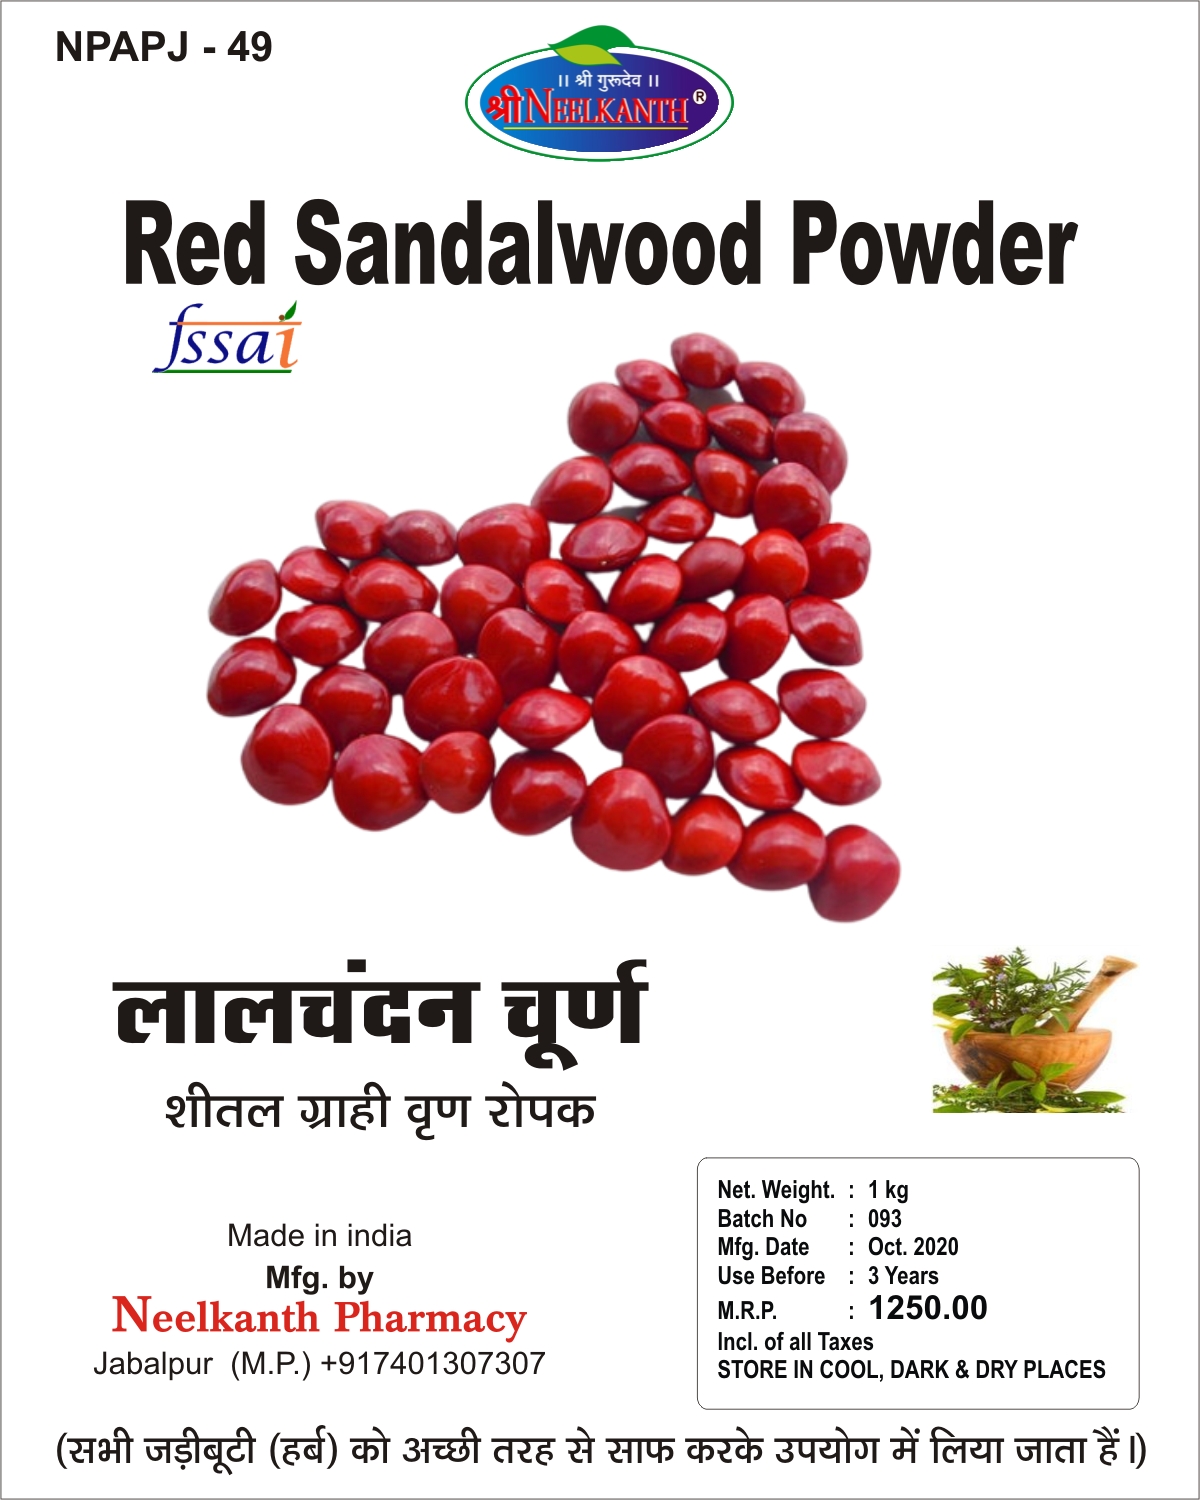 NPAPJ - 49
।। श्री गुरूदेव ।।
श्री NEELKANTH ®
Red Sandalwood Powder
fssai
लालचंदन चूर्ण
शीतल ग्राही वृण रोपक
Made in india
Mfg. by
Neelkanth Pharmacy
Jabalpur (M.P.) +917401307307
Net. Weight. : 1 kg
Batch No : 093
Mfg. Date : Oct. 2020
Use Before : 3 Years
M.R.P. : 1250.00
Incl. of all Taxes
STORE IN COOL, DARK & DRY PLACES
(सभी जड़ीबूटी (हर्ब) को अच्छी तरह से साफ करके उपयोग में लिया जाता हैं।)